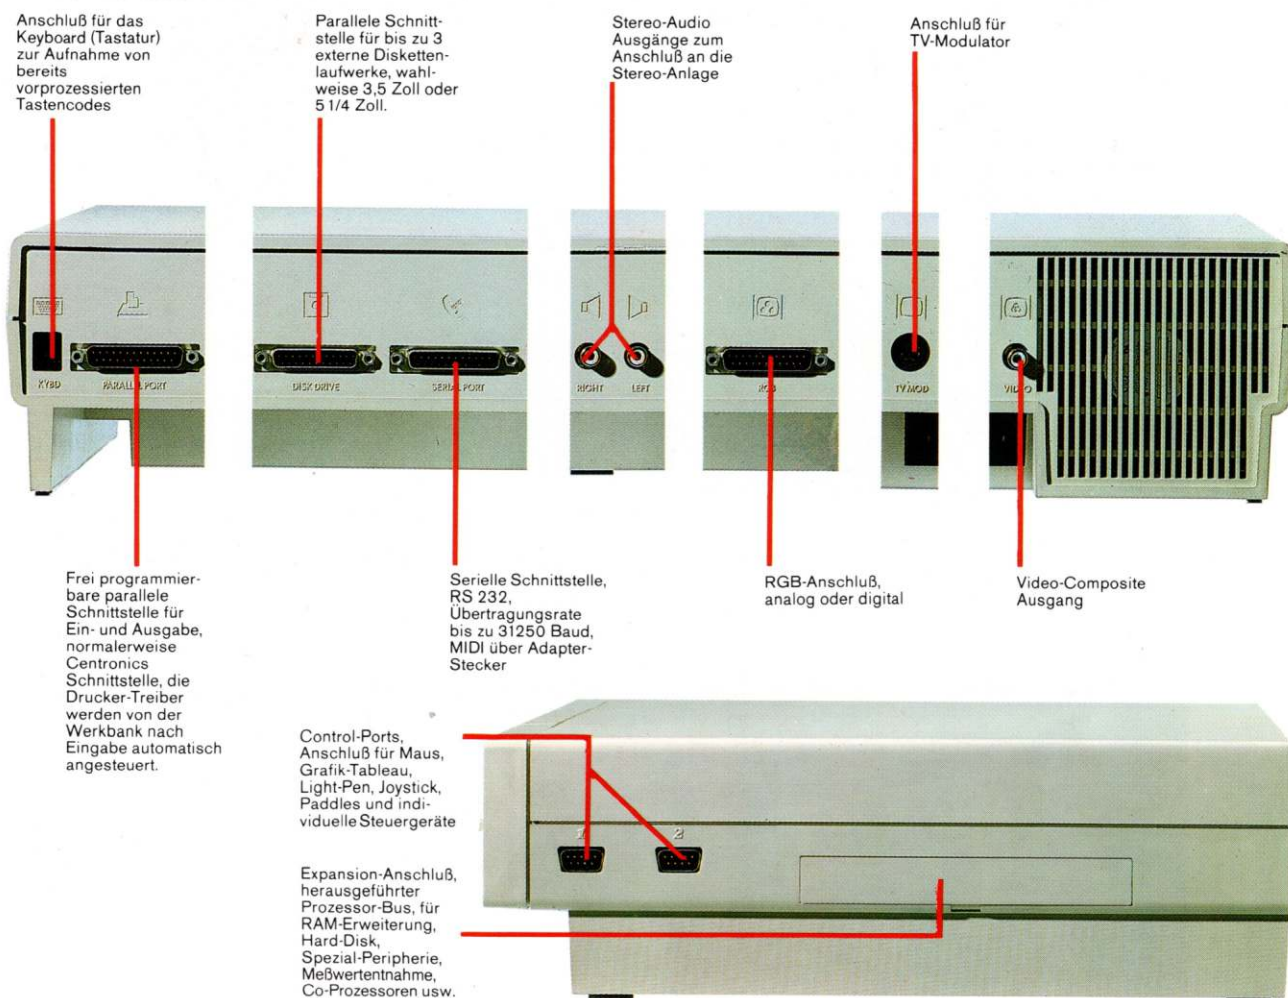 Anschluß für das
Keyboard (Tastatur)
zur Aufnahme von
bereits
vorprozessierten
Tastencodes
Parallele Schnitt-
stelle für bis zu 3
externe Disketten-
laufwerke, wahl-
weise 3,5 Zoll oder
5 1/4 Zoll.
Stereo-Audio
Ausgänge zum
Anschluß an die
Stereo-Anlage
Anschluß für
TV-Modulator
KYBD
PARALLEL PORT
DISK DRIVE
SERIAL PORT
RIGHT
LEFT
RGB
TV MOD
VIDEO
Frei programmier-
bare parallele
Schnittstelle für
Ein- und Ausgabe,
normalerweise
Centronics
Schnittstelle, die
Drucker-Treiber
werden von der
Werkbank nach
Eingabe automatisch
angesteuert.
Serielle Schnittstelle,
RS 232,
Übertragungsrate
bis zu 31250 Baud,
MIDI über Adapter-
Stecker
RGB-Anschluß,
analog oder digital
Video-Composite
Ausgang
Control-Ports,
Anschluß für Maus,
Grafik-Tableau,
Light-Pen, Joystick,
Paddles und indi-
viduelle Steuergeräte
1
2
Expansion-Anschluß,
herausgeführter
Prozessor-Bus, für
RAM-Erweiterung,
Hard-Disk,
Spezial-Peripherie,
Meßwertentnahme,
Co-Prozessoren usw.